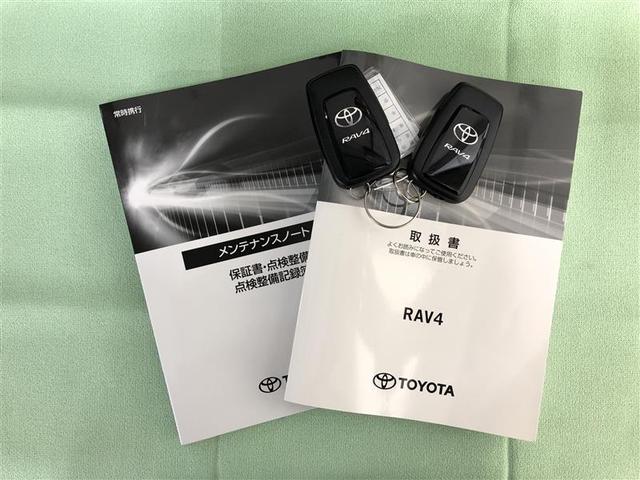 常時携行
メンテナンスノート
保証書・点検整備
点検整備記録簿
TOYOTA
RAV4
RAV4
取扱書
よくお読みになってご使用ください。
取扱書は車の中に保管しましょう。
RAV4
TOYOTA